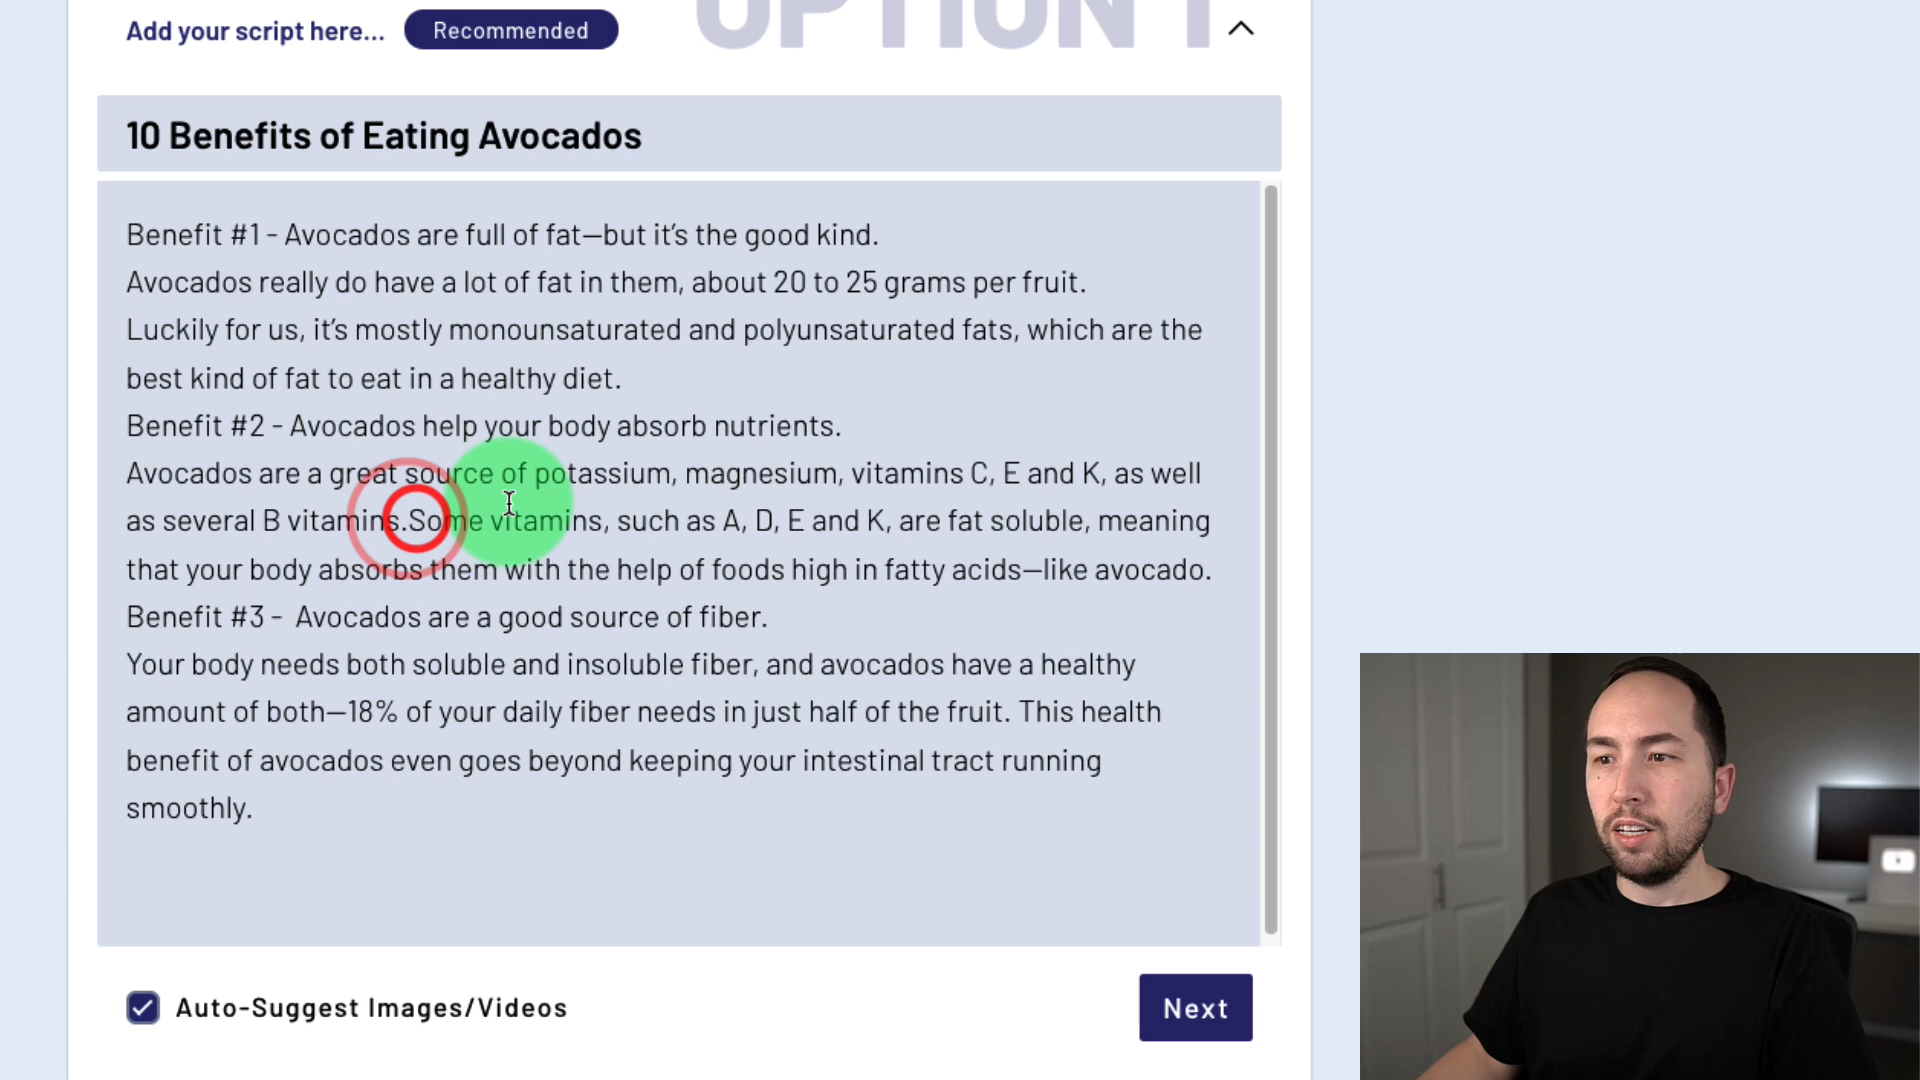 OPTION 1
Add your script here...
Recommended
10 Benefits of Eating Avocados
Benefit #1 - Avocados are full of fat—but it’s the good kind.
Avocados really do have a lot of fat in them, about 20 to 25 grams per fruit.
Luckily for us, it’s mostly monounsaturated and polyunsaturated fats, which are the
best kind of fat to eat in a healthy diet.
Benefit #2 - Avocados help your body absorb nutrients.
Avocados are a great source of potassium, magnesium, vitamins C, E and K, as well
as several B vitamins.Some vitamins, such as A, D, E and K, are fat soluble, meaning
that your body absorbs them with the help of foods high in fatty acids—like avocado.
Benefit #3 -  Avocados are a good source of fiber.
Your body needs both soluble and insoluble fiber, and avocados have a healthy
amount of both—18% of your daily fiber needs in just half of the fruit. This health
benefit of avocados even goes beyond keeping your intestinal tract running
smoothly.
Auto-Suggest Images/Videos
Next